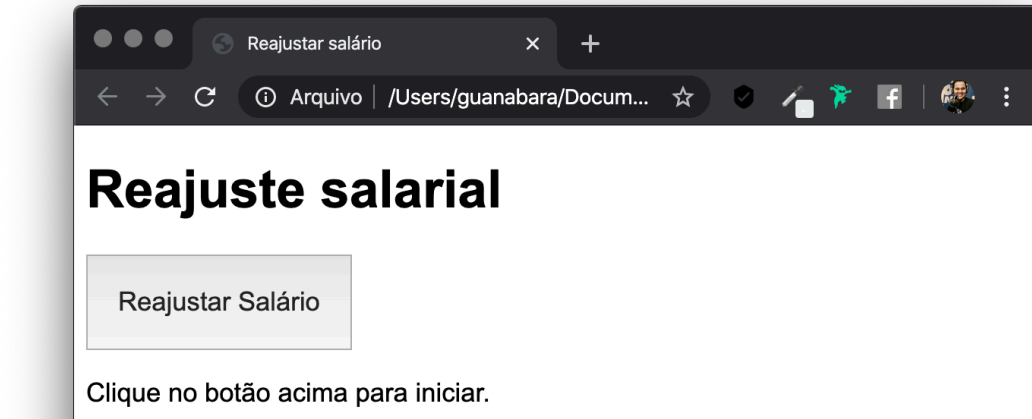 Reajustar salário
Arquivo /Users/guanabara/Docum...
Reajuste salarial
Reajustar Salário
Clique no botão acima para iniciar.